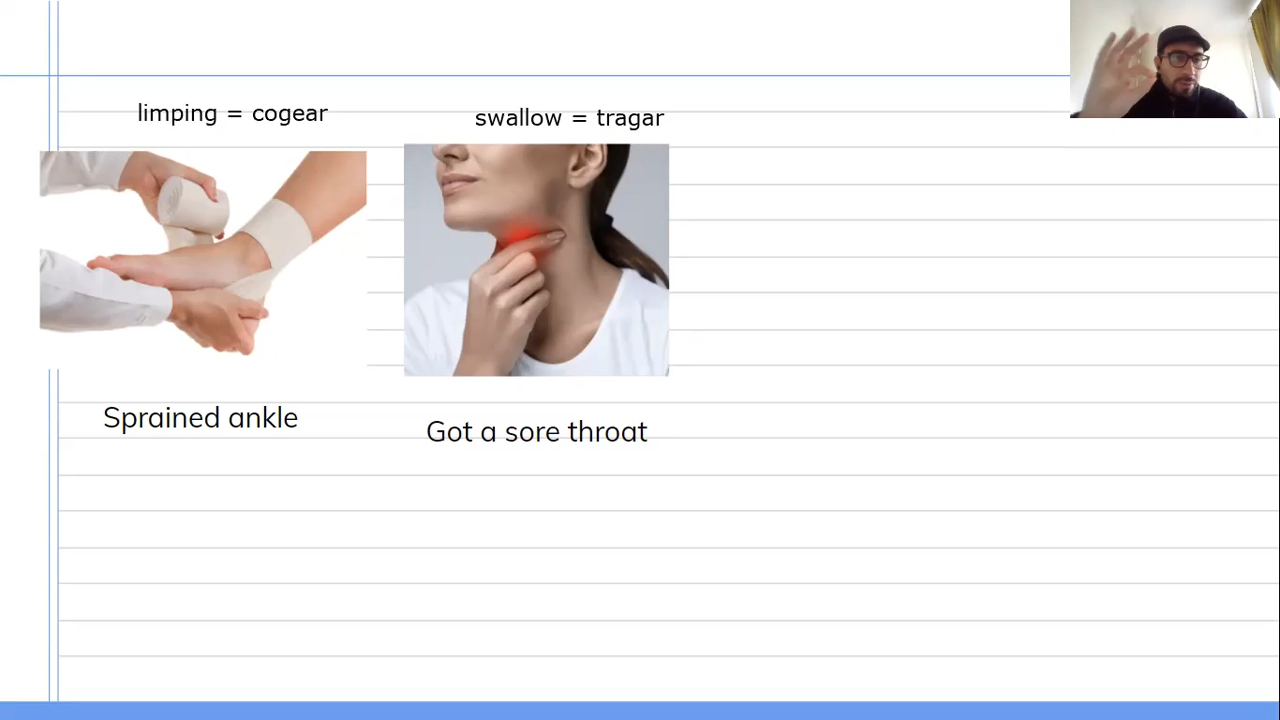 limping = cogear
swallow = tragar
Sprained ankle
Got a sore throat